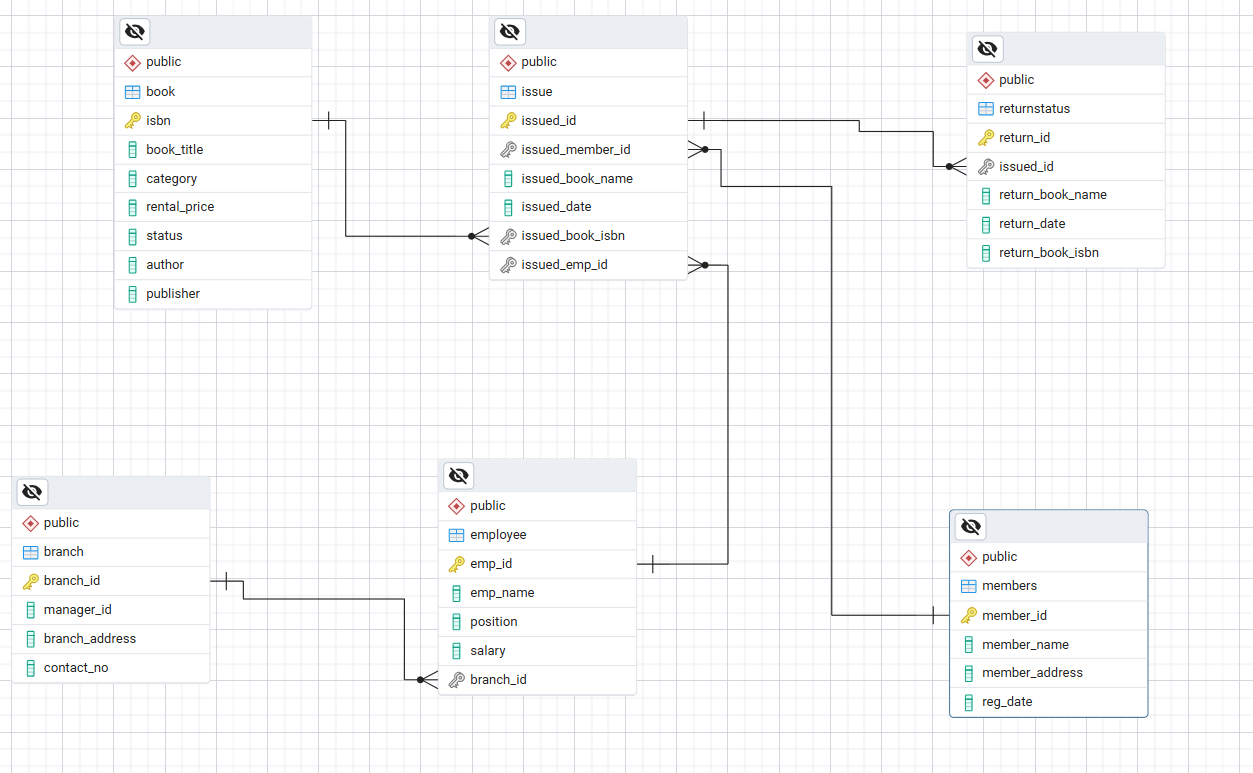 public
book
isbn
book_title
category
rental_price
status
author
publisher
public
issue
issued_id
issued_member_id
issued_book_name
issued_date
issued_book_isbn
issued_emp_id
public
returnstatus
return_id
issued_id
return_book_name
return_date
return_book_isbn
public
branch
branch_id
manager_id
branch_address
contact_no
public
employee
emp_id
emp_name
position
salary
branch_id
public
members
member_id
member_name
member_address
reg_date